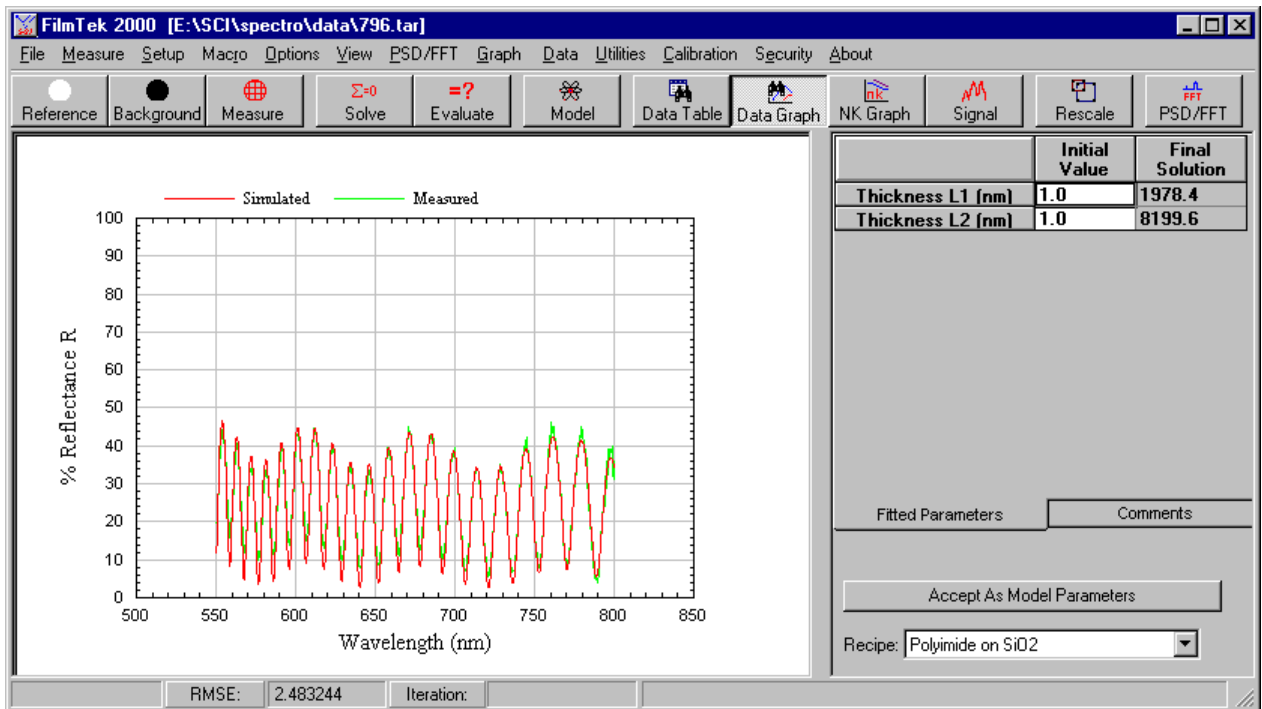 FilmTek 2000 [E:\SCI\spectro\data\796.tar]
File Measure Setup Macro Options View PSD/FFT Graph Data Utilities Calibration Security About
Σ=0 =? nk FFT
Reference Background Measure Solve Evaluate Model Data Table Data Graph NK Graph Signal Rescale PSD/FFT
Simulated Measured
100
90
80
70
60
50
40
30
20
10
0
% Reflectance R
500 550 600 650 700 750 800 850
Wavelength (nm)
Initial Value Final Solution
Thickness L1 (nm) 1.0 1978.4
Thickness L2 (nm) 1.0 8199.6
Fitted Parameters Comments
Accept As Model Parameters
Recipe: Polyimide on SiO2
RMSE: 2.483244 Iteration: